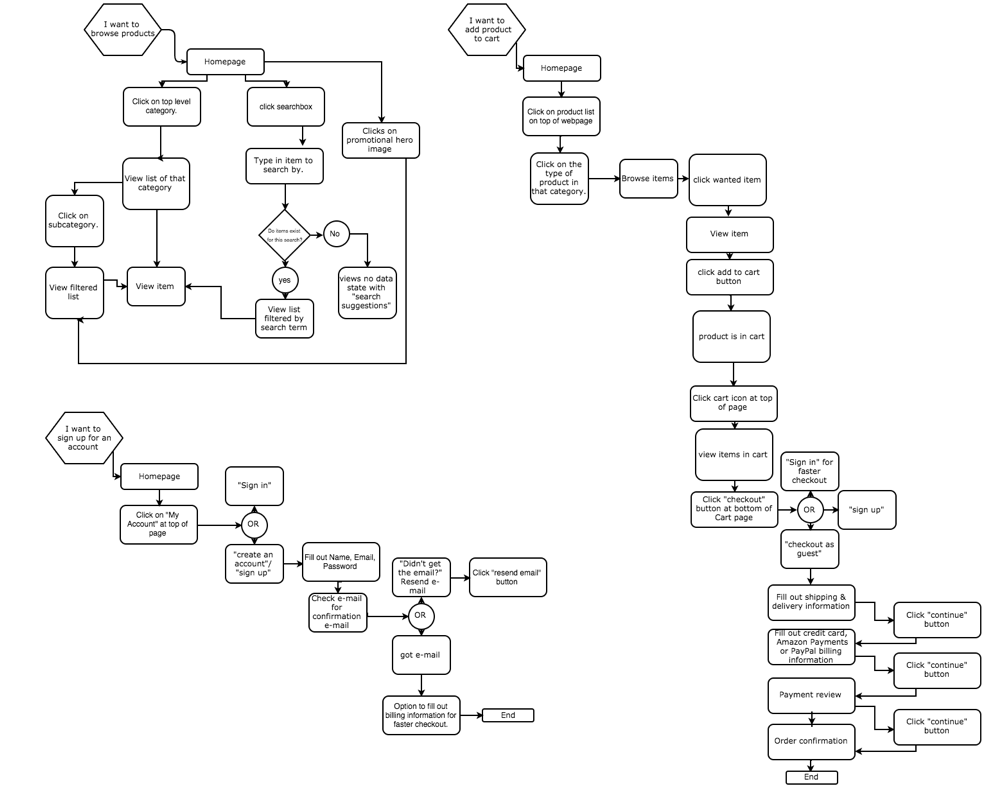 I want to
browse products
Homepage
Click on top level
category.
click searchbox
Clicks on
promotional hero
image
Type in item to
search by.
View list of that
category
Click on
subcategory.
Do items exist
for this search?
No
yes
View filtered
list
View item
views no data
state with
"search
suggestions"
View list
filtered by
search term
I want to
add product
to cart
Homepage
Click on product list
on top of webpage
Click on the
type of
product in
that category.
Browse items
click wanted item
View item
click add to cart
button
product is in cart
Click cart icon at top
of page
view items in cart
Click "checkout"
button at bottom of
Cart page
OR
"Sign in" for
faster
checkout
"sign up"
"checkout as
guest"
Fill out shipping &
delivery information
Click "continue"
button
Fill out credit card,
Amazon Payments
or PayPal billing
information
Click "continue"
button
Payment review
Click "continue"
button
Order confirmation
End
I want to
sign up for an
account
Homepage
Click on "My
Account" at top of
page
"Sign in"
OR
"create an
account"/
"sign up"
Fill out Name, Email,
Password
Check e-mail
for
confirmation
e-mail
OR
"Didn't get
the email?"
Resend e-
mail
Click "resend email"
button
got e-mail
Option to fill out
billing information for
faster checkout.
End